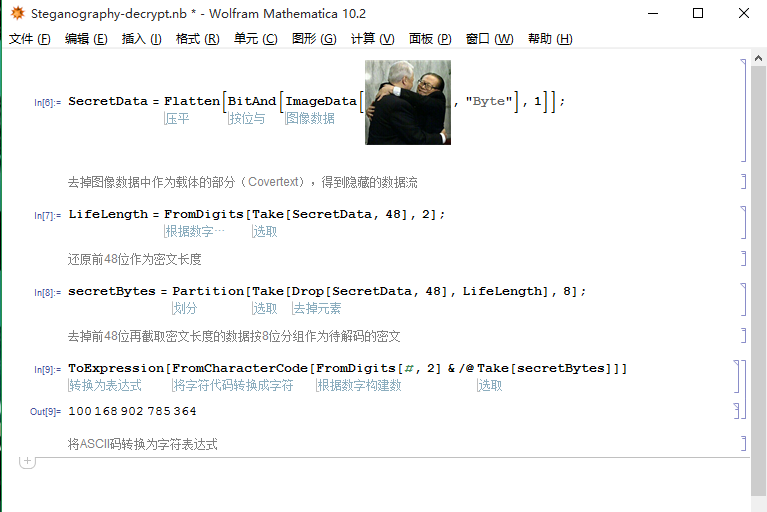 Steganography-decrypt.nb * - Wolfram Mathematica 10.2
文件 (F) 编辑 (E) 插入 (I) 格式 (R) 单元 (C) 图形 (G) 计算 (V) 面板 (P) 窗口 (W) 帮助 (H)
In[6]:= SecretData = Flatten[BitAnd[ImageData[ , "Byte"], 1]];
压平 按位与 图像数据
去掉图像数据中作为载体的部分（Covertext），得到隐藏的数据流
In[7]:= LifeLength = FromDigits[Take[SecretData, 48], 2];
根据数字⋯ 选取
还原前48位作为密文长度
In[8]:= secretBytes = Partition[Take[Drop[SecretData, 48], LifeLength], 8];
划分 选取 去掉元素
去掉前48位再截取密文长度的数据按8位分组作为待解码的密文
In[9]:= ToExpression[FromCharacterCode[FromDigits[#, 2] & /@ Take[secretBytes]]]
转换为表达式 将字符代码转换成字符 根据数字构建数 选取
Out[9]= 100 168 902 785 364
将ASCII码转换为字符表达式